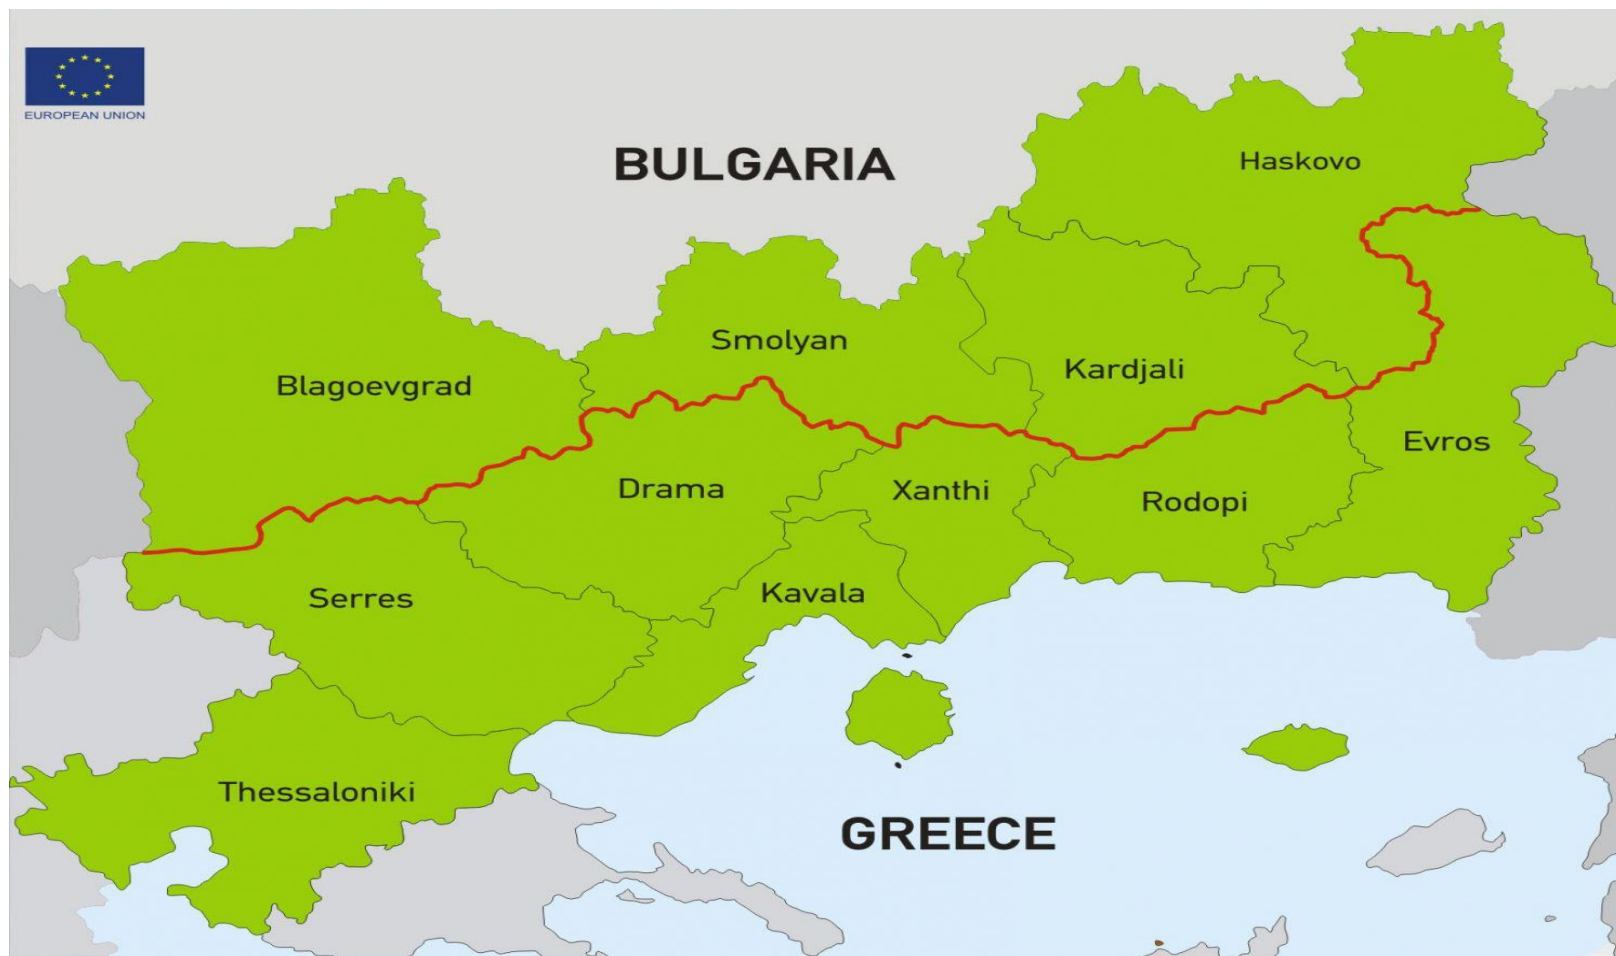 EUROPEAN UNION
BULGARIA
Haskovo
Smolyan
Kardjali
Blagoevgrad
Evros
Drama
Xanthi
Rodopi
Serres
Kavala
Thessaloniki
GREECE